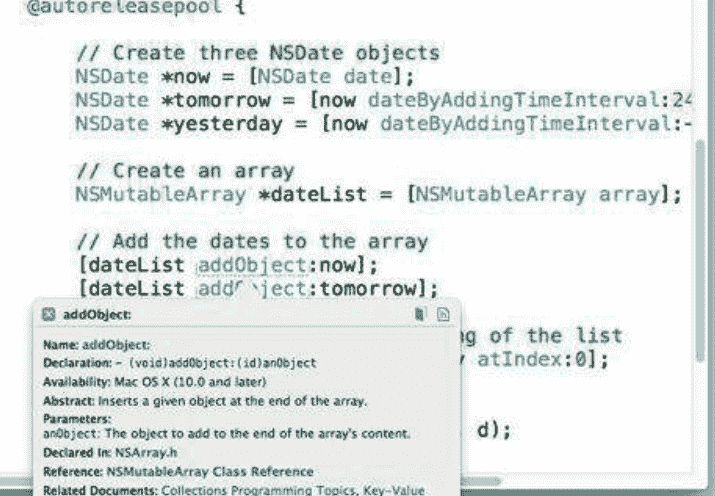 @autoreleasepool {
// Create three NSDate objects
NSDate *now = [NSDate date];
NSDate *tomorrow = [now dateByAddingTimeInterval:24
NSDate *yesterday = [now dateByAddingTimeInterval:-
// Create an array
NSMutableArray *dateList = [NSMutableArray array];
// Add the dates to the array
[dateList addObject:now];
[dateList addObject:tomorrow];
of the list
atIndex:0];
d);
addObject:
Name: addObject:
Declaration: - (void)addObject:(id)anObject
Availability: Mac OS X (10.0 and later)
Abstract: Inserts a given object at the end of the array.
Parameters:
anObject: The object to add to the end of the array's content.
Declared In: NSArray.h
Reference: NSMutableArray Class Reference
Related Documents: Collections Programming Topics, Key-Value